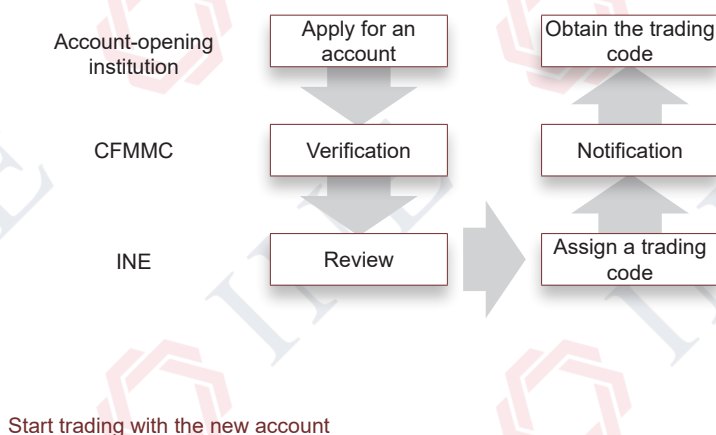 Account-opening
institution
Apply for an
account
Obtain the trading
code
CFMMC
Verification
Notification
INE
Review
Assign a trading
code
Start trading with the new account